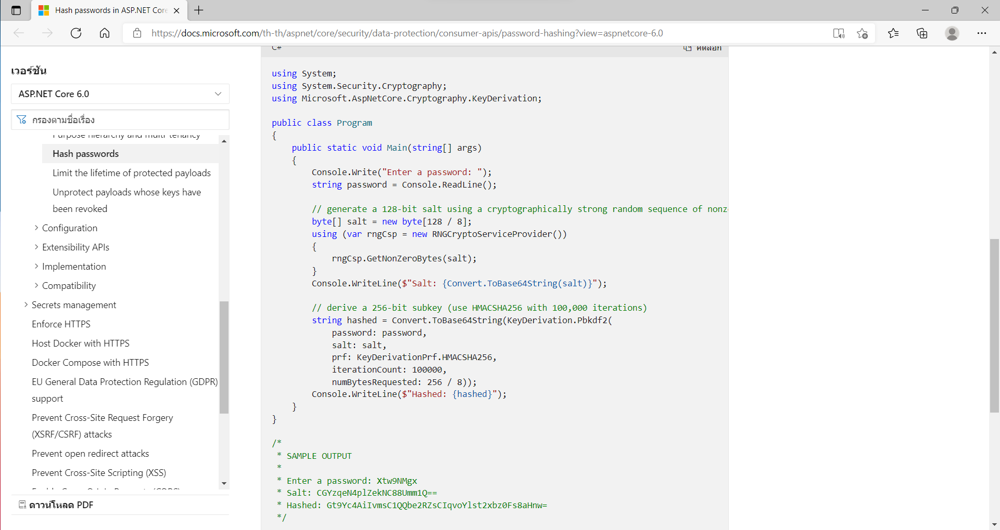 Hash passwords in ASP.NET Core
https://docs.microsoft.com/th-th/aspnet/core/security/data-protection/consumer-apis/password-hashing?view=aspnetcore-6.0
เวอร์ชัน
ASP.NET Core 6.0
กรองตามชื่อเรื่อง
Purpose hierarchy and multi-tenancy
Hash passwords
Limit the lifetime of protected payloads
Unprotect payloads whose keys have
been revoked
Configuration
Extensibility APIs
Implementation
Compatibility
Secrets management
Enforce HTTPS
Host Docker with HTTPS
Docker Compose with HTTPS
EU General Data Protection Regulation (GDPR)
support
Prevent Cross-Site Request Forgery
(XSRF/CSRF) attacks
Prevent open redirect attacks
Prevent Cross-Site Scripting (XSS)
ดาวน์โหลด PDF
C#
คัดลอก
using System;
using System.Security.Cryptography;
using Microsoft.AspNetCore.Cryptography.KeyDerivation;
public class Program
{
    public static void Main(string[] args)
    {
        Console.Write("Enter a password: ");
        string password = Console.ReadLine();
        // generate a 128-bit salt using a cryptographically strong random sequence of
        byte[] salt = new byte[128 / 8];
        using (var rngCsp = new RNGCryptoServiceProvider())
        {
            rngCsp.GetNonZeroBytes(salt);
        }
        Console.WriteLine($"Salt: {Convert.ToBase64String(salt)}");
        // derive a 256-bit subkey (use HMACSHA256 with 100,000 iterations)
        string hashed = Convert.ToBase64String(KeyDerivation.Pbkdf2(
            password: password,
            salt: salt,
            prf: KeyDerivationPrf.HMACSHA256,
            iterationCount: 100000,
            numBytesRequested: 256 / 8));
        Console.WriteLine($"Hashed: {hashed}");
    }
}
/*
 * SAMPLE OUTPUT
 *
 * Enter a password: Xtw9NMgx
 * Salt: CGYzqeN4plZekNC88Umm1Q==
 * Hashed: Gt9Yc4AiIvmsC1QQbe2RZsCIqvoYlst2xbz0Fs8aHnw=
 */